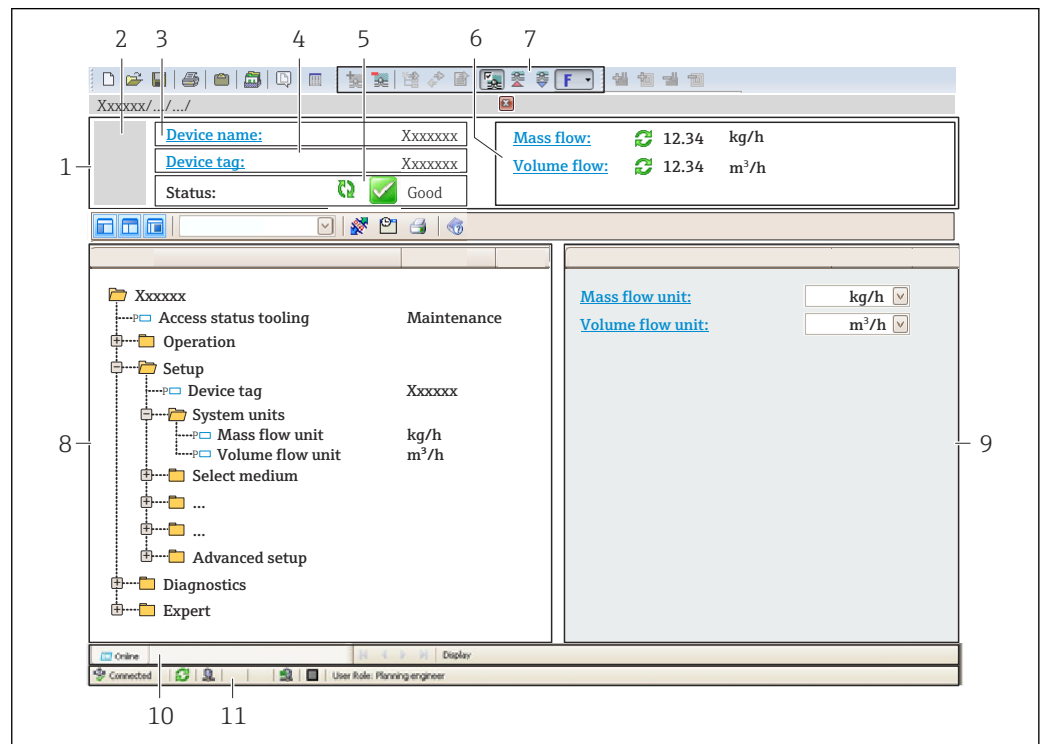 2 3 4 5 6 7
F
Xxxxxx/.../.../
1
Device name: Xxxxxxx
Device tag: Xxxxxxx
Status: Good
Mass flow: 12.34 kg/h
Volume flow: 12.34 m³/h
Xxxxxx
P Access status tooling Maintenance
Operation
Setup
P Device tag Xxxxxx
System units
P Mass flow unit kg/h
P Volume flow unit m³/h
Select medium
...
...
Advanced setup
Diagnostics
Expert
8
Mass flow unit: kg/h
Volume flow unit: m³/h
9
Online Display
Connected User Role: Planning engineer
10 11